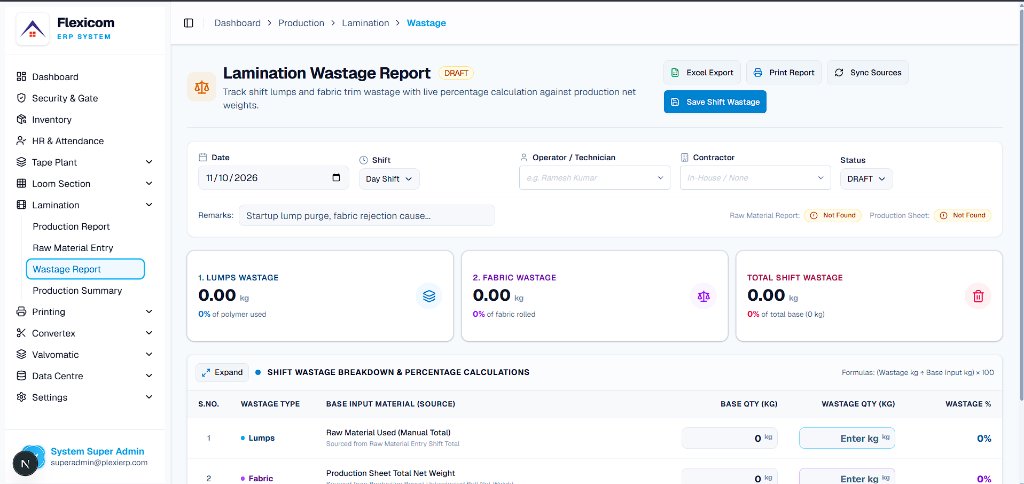 Flexicom
ERP SYSTEM
Dashboard
Security & Gate
Inventory
HR & Attendance
Tape Plant
Loom Section
Lamination
Production Report
Raw Material Entry
Wastage Report
Production Summary
Printing
Convertex
Valvomatic
Data Centre
Settings
N
System Super Admin
superadmin@plexierp.com
Dashboard > Production > Lamination > Wastage
Lamination Wastage Report DRAFT
Track shift lumps and fabric trim wastage with live percentage calculation against production net
weights.
Excel Export Print Report Sync Sources
Save Shift Wastage
Date Shift Operator / Technician Contractor Status
11/10/2026 Day Shift e.g. Ramesh Kumar In-House / None DRAFT
Remarks: Startup lump purge, fabric rejection cause... Raw Material Report: Not Found Production Sheet: Not Found
1. LUMPS WASTAGE
0.00 kg
0% of polymer used
2. FABRIC WASTAGE
0.00 kg
0% of fabric rolled
TOTAL SHIFT WASTAGE
0.00 kg
0% of total base (0 kg)
Expand SHIFT WASTAGE BREAKDOWN & PERCENTAGE CALCULATIONS Formulas: (Wastage kg ÷ Base Input kg) × 100
S.NO. WASTAGE TYPE BASE INPUT MATERIAL (SOURCE) BASE QTY (KG) WASTAGE QTY (KG) WASTAGE %
1 Lumps Raw Material Used (Manual Total) 0 kg Enter kg kg 0%
Sourced from Raw Material Entry Shift Total
2 Fabric Production Sheet Total Net Weight 0 kg Enter kg kg 0%